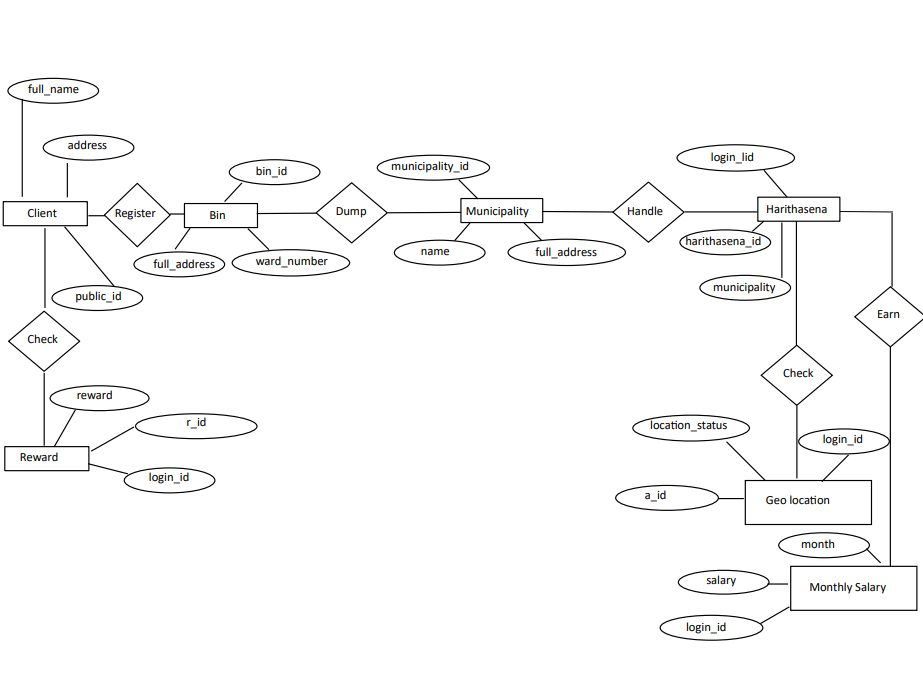 full_name
address
bin_id
municipality_id
login_lid
Client
Register
Bin
Dump
Municipality
Handle
Harithasena
full_address
ward_number
name
full_address
harithasena_id
public_id
municipality
Check
Earn
Check
reward
r_id
Reward
login_id
location_status
login_id
a_id
Geo location
month
salary
Monthly Salary
login_id